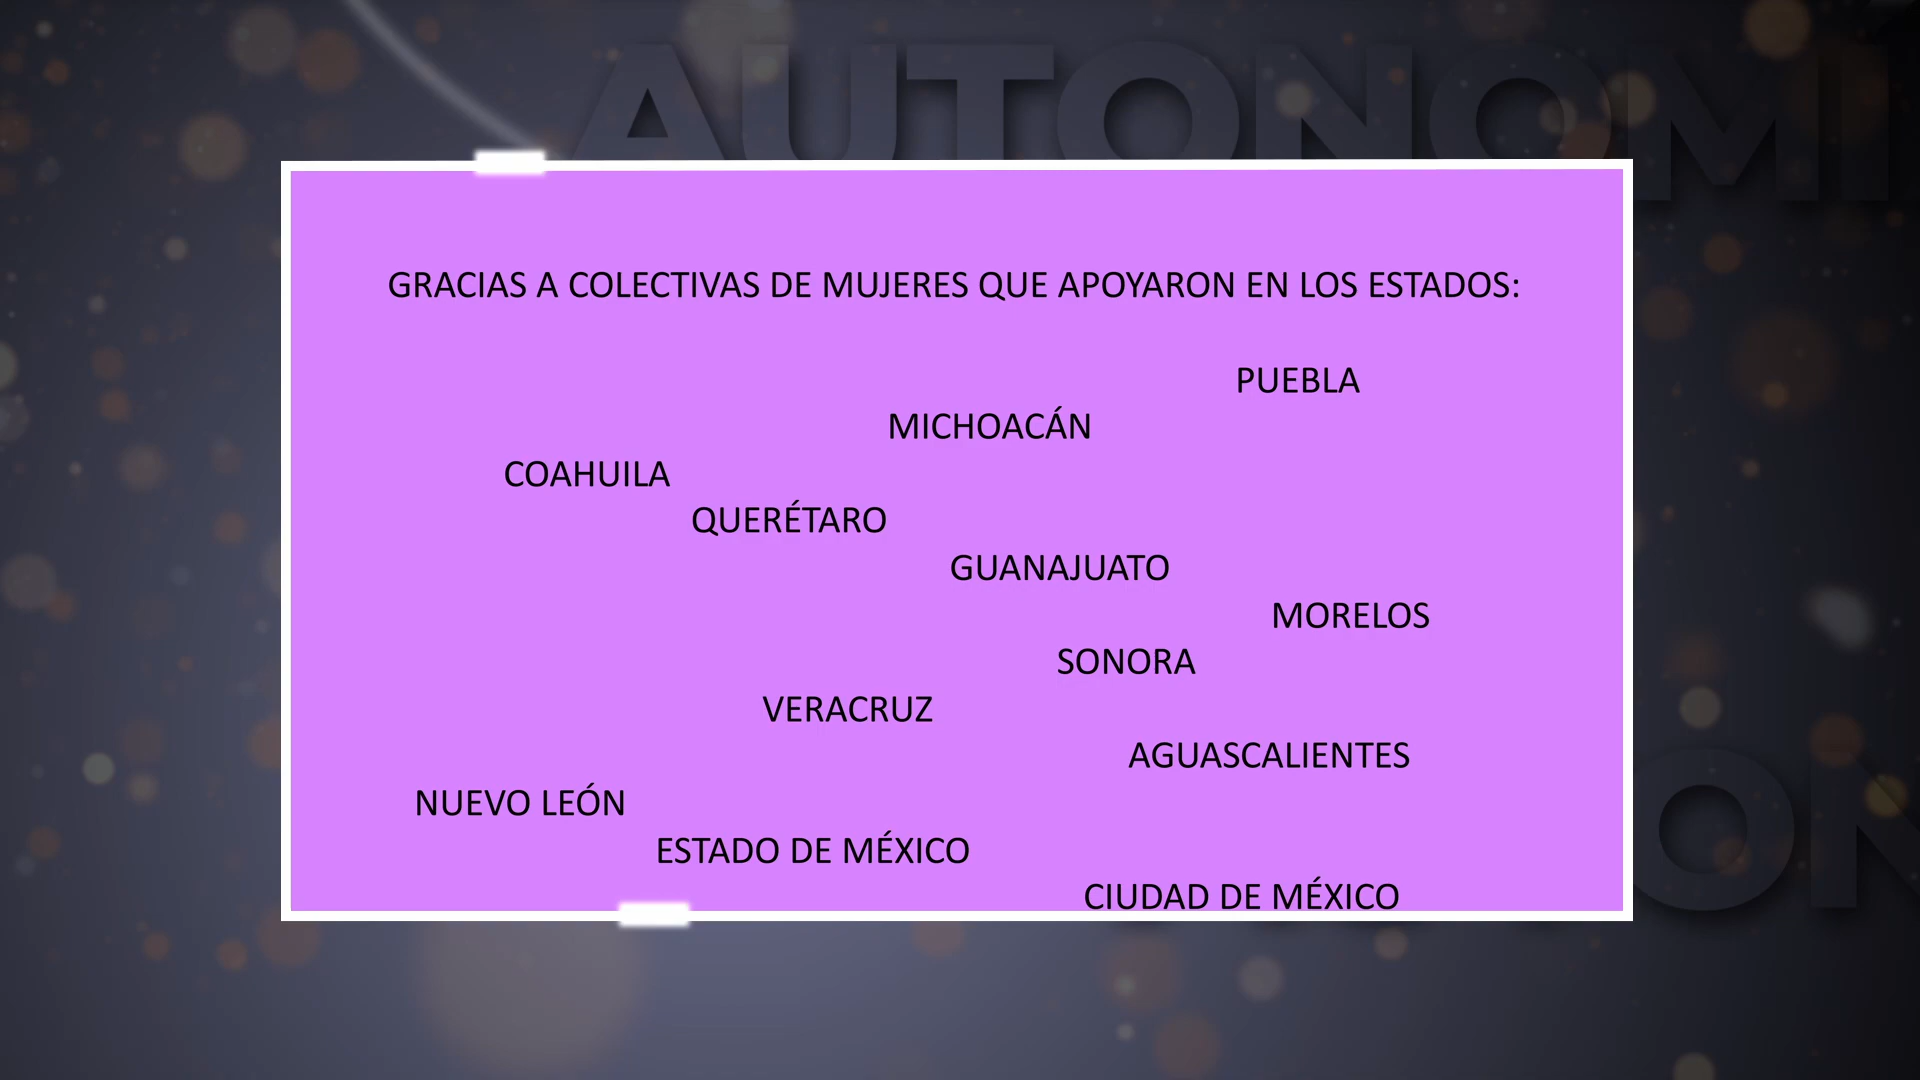 AUTONOMÍ
GRACIAS A COLECTIVAS DE MUJERES QUE APOYARON EN LOS ESTADOS:
PUEBLA
MICHOACÁN
COAHUILA
QUERÉTARO
GUANAJUATO
MORELOS
SONORA
VERACRUZ
AGUASCALIENTES
NUEVO LEÓN
ESTADO DE MÉXICO
CIUDAD DE MÉXICO